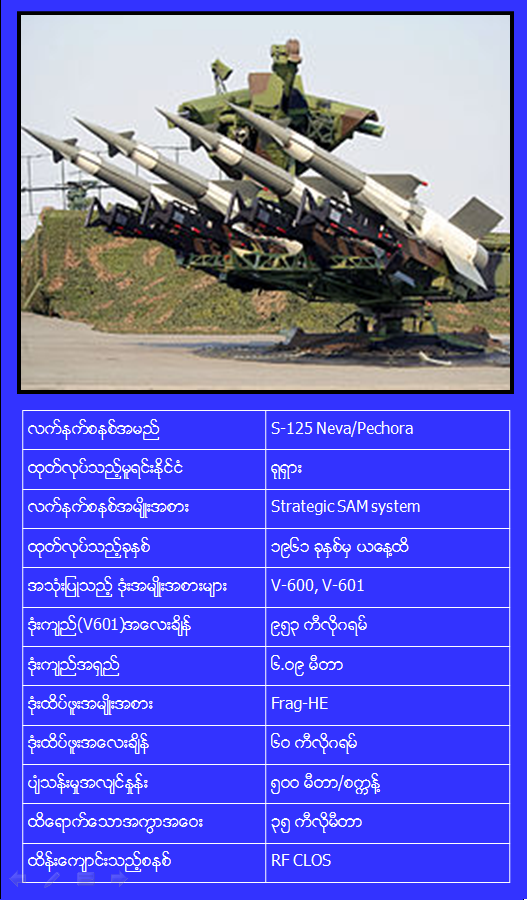 လက်နက်စနစ်အမည် S-125 Neva/Pechora
ထုတ်လုပ်သည့်မူရင်းနိုင်ငံ ရုရှား
လက်နက်စနစ်အမျိုးအစား Strategic SAM system
ထုတ်လုပ်သည့်ခုနှစ် ၁၉၆၁ ခုနှစ်မှ ယနေ့ထိ
အသုံးပြုသည့် ဒုံးအမျိုးအစားများ V-600, V-601
ဒုံးကျည်(V601)အလေးချိန် ၉၅၃ ကီလိုဂရမ်
ဒုံးကျည်အရှည် ၆.၀၉ မီတာ
ဒုံးထိပ်ဖူးအမျိုးအစား Frag-HE
ဒုံးထိပ်ဖူးအလေးချိန် ၆၀ ကီလိုဂရမ်
ပျံသန်းမှုအလျင်နှုန်း ၅၀၀ မီတာ/စက္ကန့်
ထိရောက်သောအကွာအဝေး ၃၅ ကီလိုမီတာ
ထိန်းကျောင်းသည့်စနစ် RF CLOS